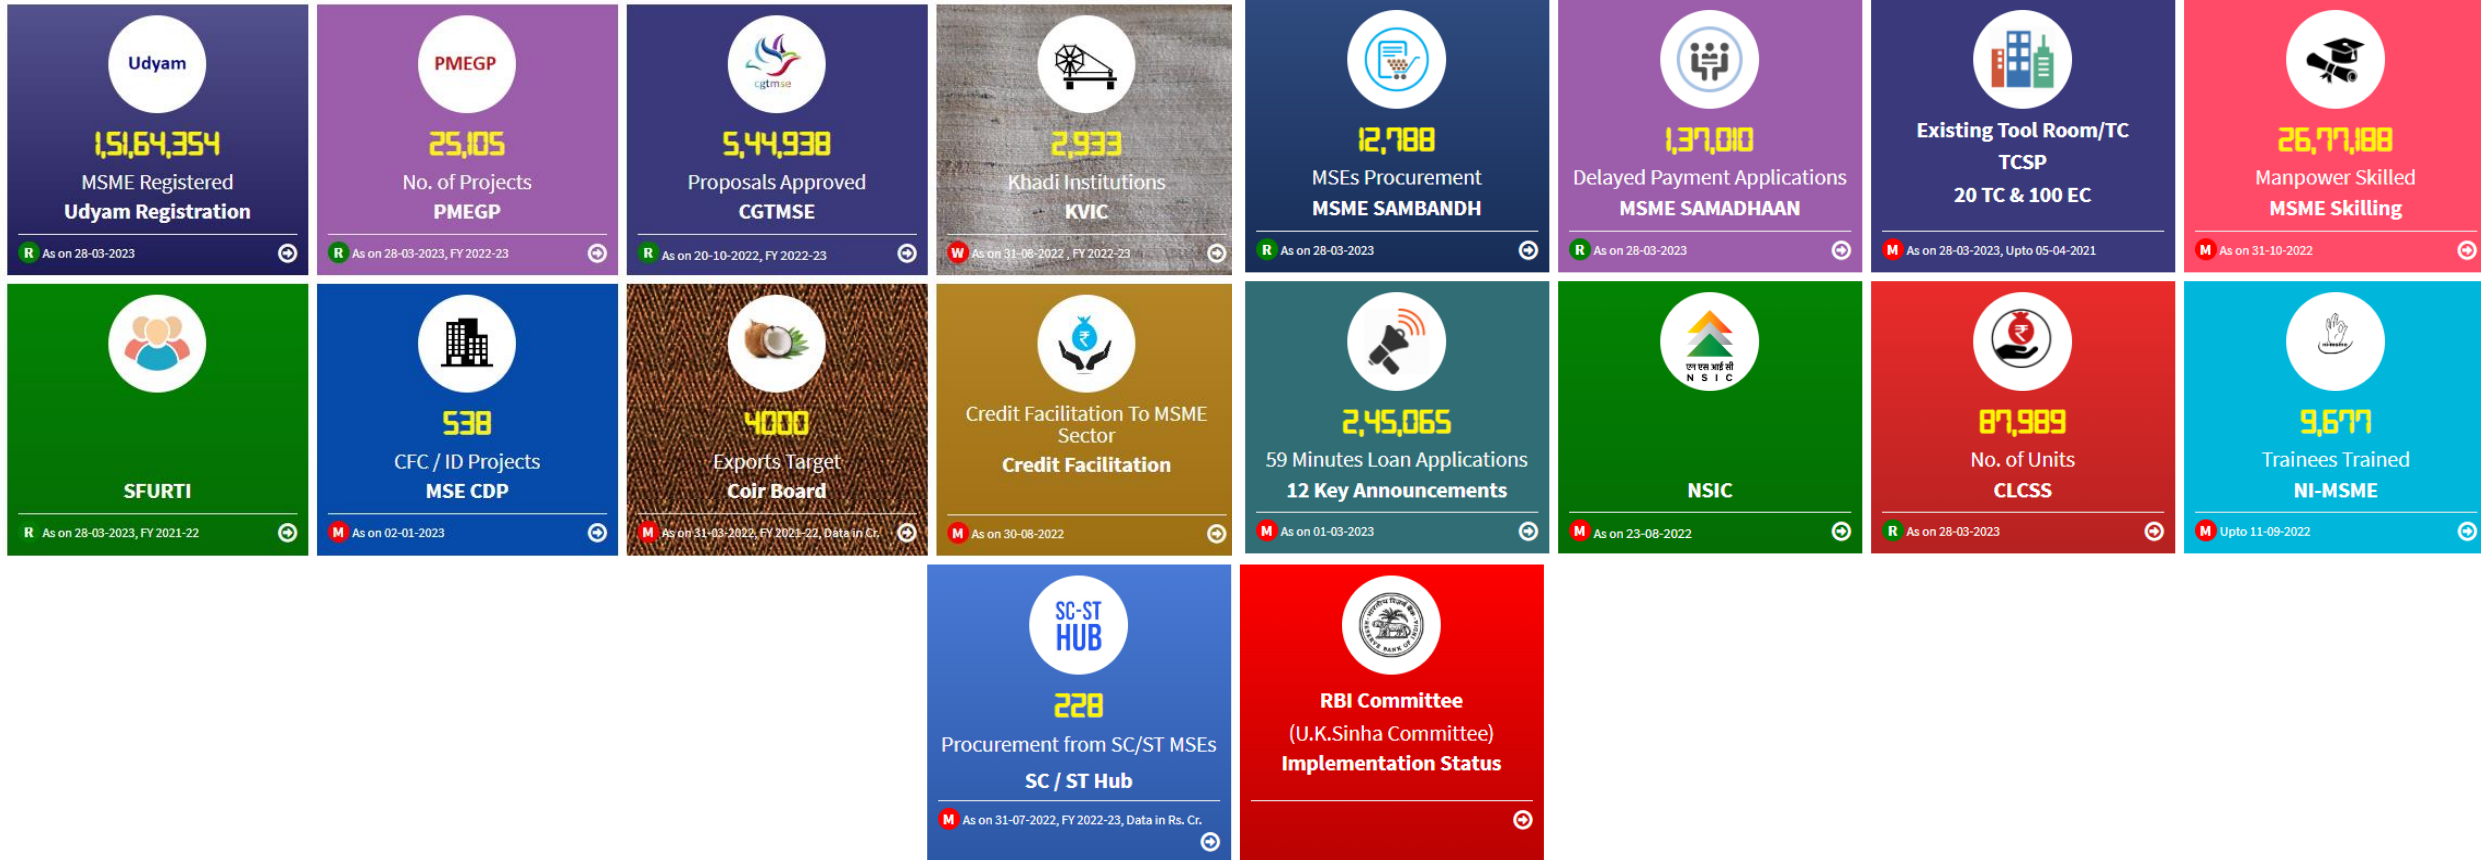 Udyam
1,51,64,354
MSME Registered
Udyam Registration
R As on 28-03-2023
PMEGP
25,105
No. of Projects
PMEGP
R As on 28-03-2023, FY 2022-23
cgtmse
5,44,938
Proposals Approved
CGTMSE
R As on 20-10-2022, FY 2022-23
2,933
Khadi Institutions
KVIC
W As on 31-08-2022 , FY 2022-23
12,788
MSEs Procurement
MSME SAMBANDH
R As on 28-03-2023
1,37,010
Delayed Payment Applications
MSME SAMADHAAN
R As on 28-03-2023
Existing Tool Room/TC
TCSP
20 TC & 100 EC
M As on 28-03-2023, Upto 05-04-2021
26,77,188
Manpower Skilled
MSME Skilling
M As on 31-10-2022
SFURTI
R As on 28-03-2023, FY 2021-22
538
CFC / ID Projects
MSE CDP
M As on 02-01-2023
4000
Exports Target
Coir Board
M As on 31-03-2022, FY 2021-22, Data in Cr.
Credit Facilitation To MSME
Sector
Credit Facilitation
M As on 30-08-2022
2,45,065
59 Minutes Loan Applications
12 Key Announcements
M As on 01-03-2023
एन एस आई सी
N S I C
NSIC
M As on 23-08-2022
87,989
No. of Units
CLCSS
R As on 28-03-2023
ni-msme
9,677
Trainees Trained
NI-MSME
M Upto 11-09-2022
SC-ST
HUB
228
Procurement from SC/ST MSEs
SC / ST Hub
M As on 31-07-2022, FY 2022-23, Data in Rs. Cr.
भारतीय रिज़र्व बैंक
RESERVE BANK OF INDIA
RBI Committee
(U.K.Sinha Committee)
Implementation Status